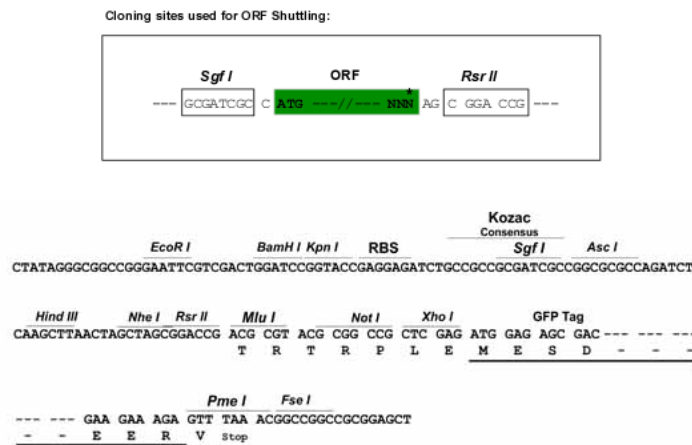 Cloning sites used for ORF Shuttling:
Sgf I ORF Rsr II
*
--- GCGATCGC C ATG ---//--- NNN AG C GGA CCG ---
Kozac
Consensus
EcoR I BamH I Kpn I RBS Sgf I Asc I
CTATAGGGCGGCCGGGAATTCGTCGACTGGATCCGGTACCGAGGAGATCTGCCGCCGCGATCGCCGGCGCGCCAGATCT
Hind III Nhe I Rsr II Mlu I Not I Xho I GFP Tag
CAAGCTTAACTAGCTAGCGGACCG ACG CGT ACG CGG CCG CTC GAG ATG GAG AGC GAC--- --- ---
T R T R P L E M E S D - - -
Pme I Fse I
--- --- GAA GAA AGA GTT TAA ACGGCCGGCCGCGGAGCT
- - E E R V Stop